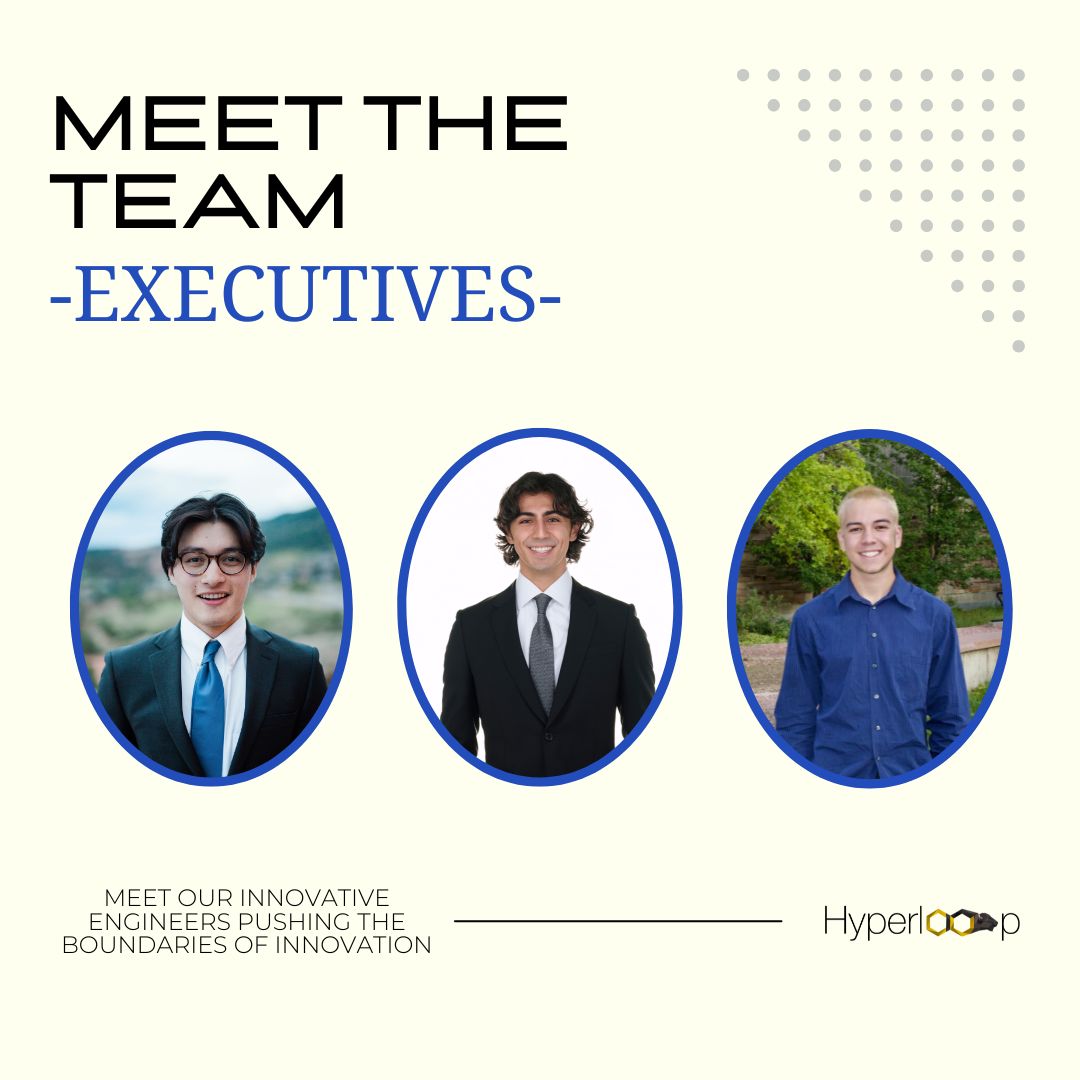 MEET THE
TEAM
-EXECUTIVES-
MEET OUR INNOVATIVE
ENGINEERS PUSHING THE
BOUNDARIES OF INNOVATION
Hyperloop